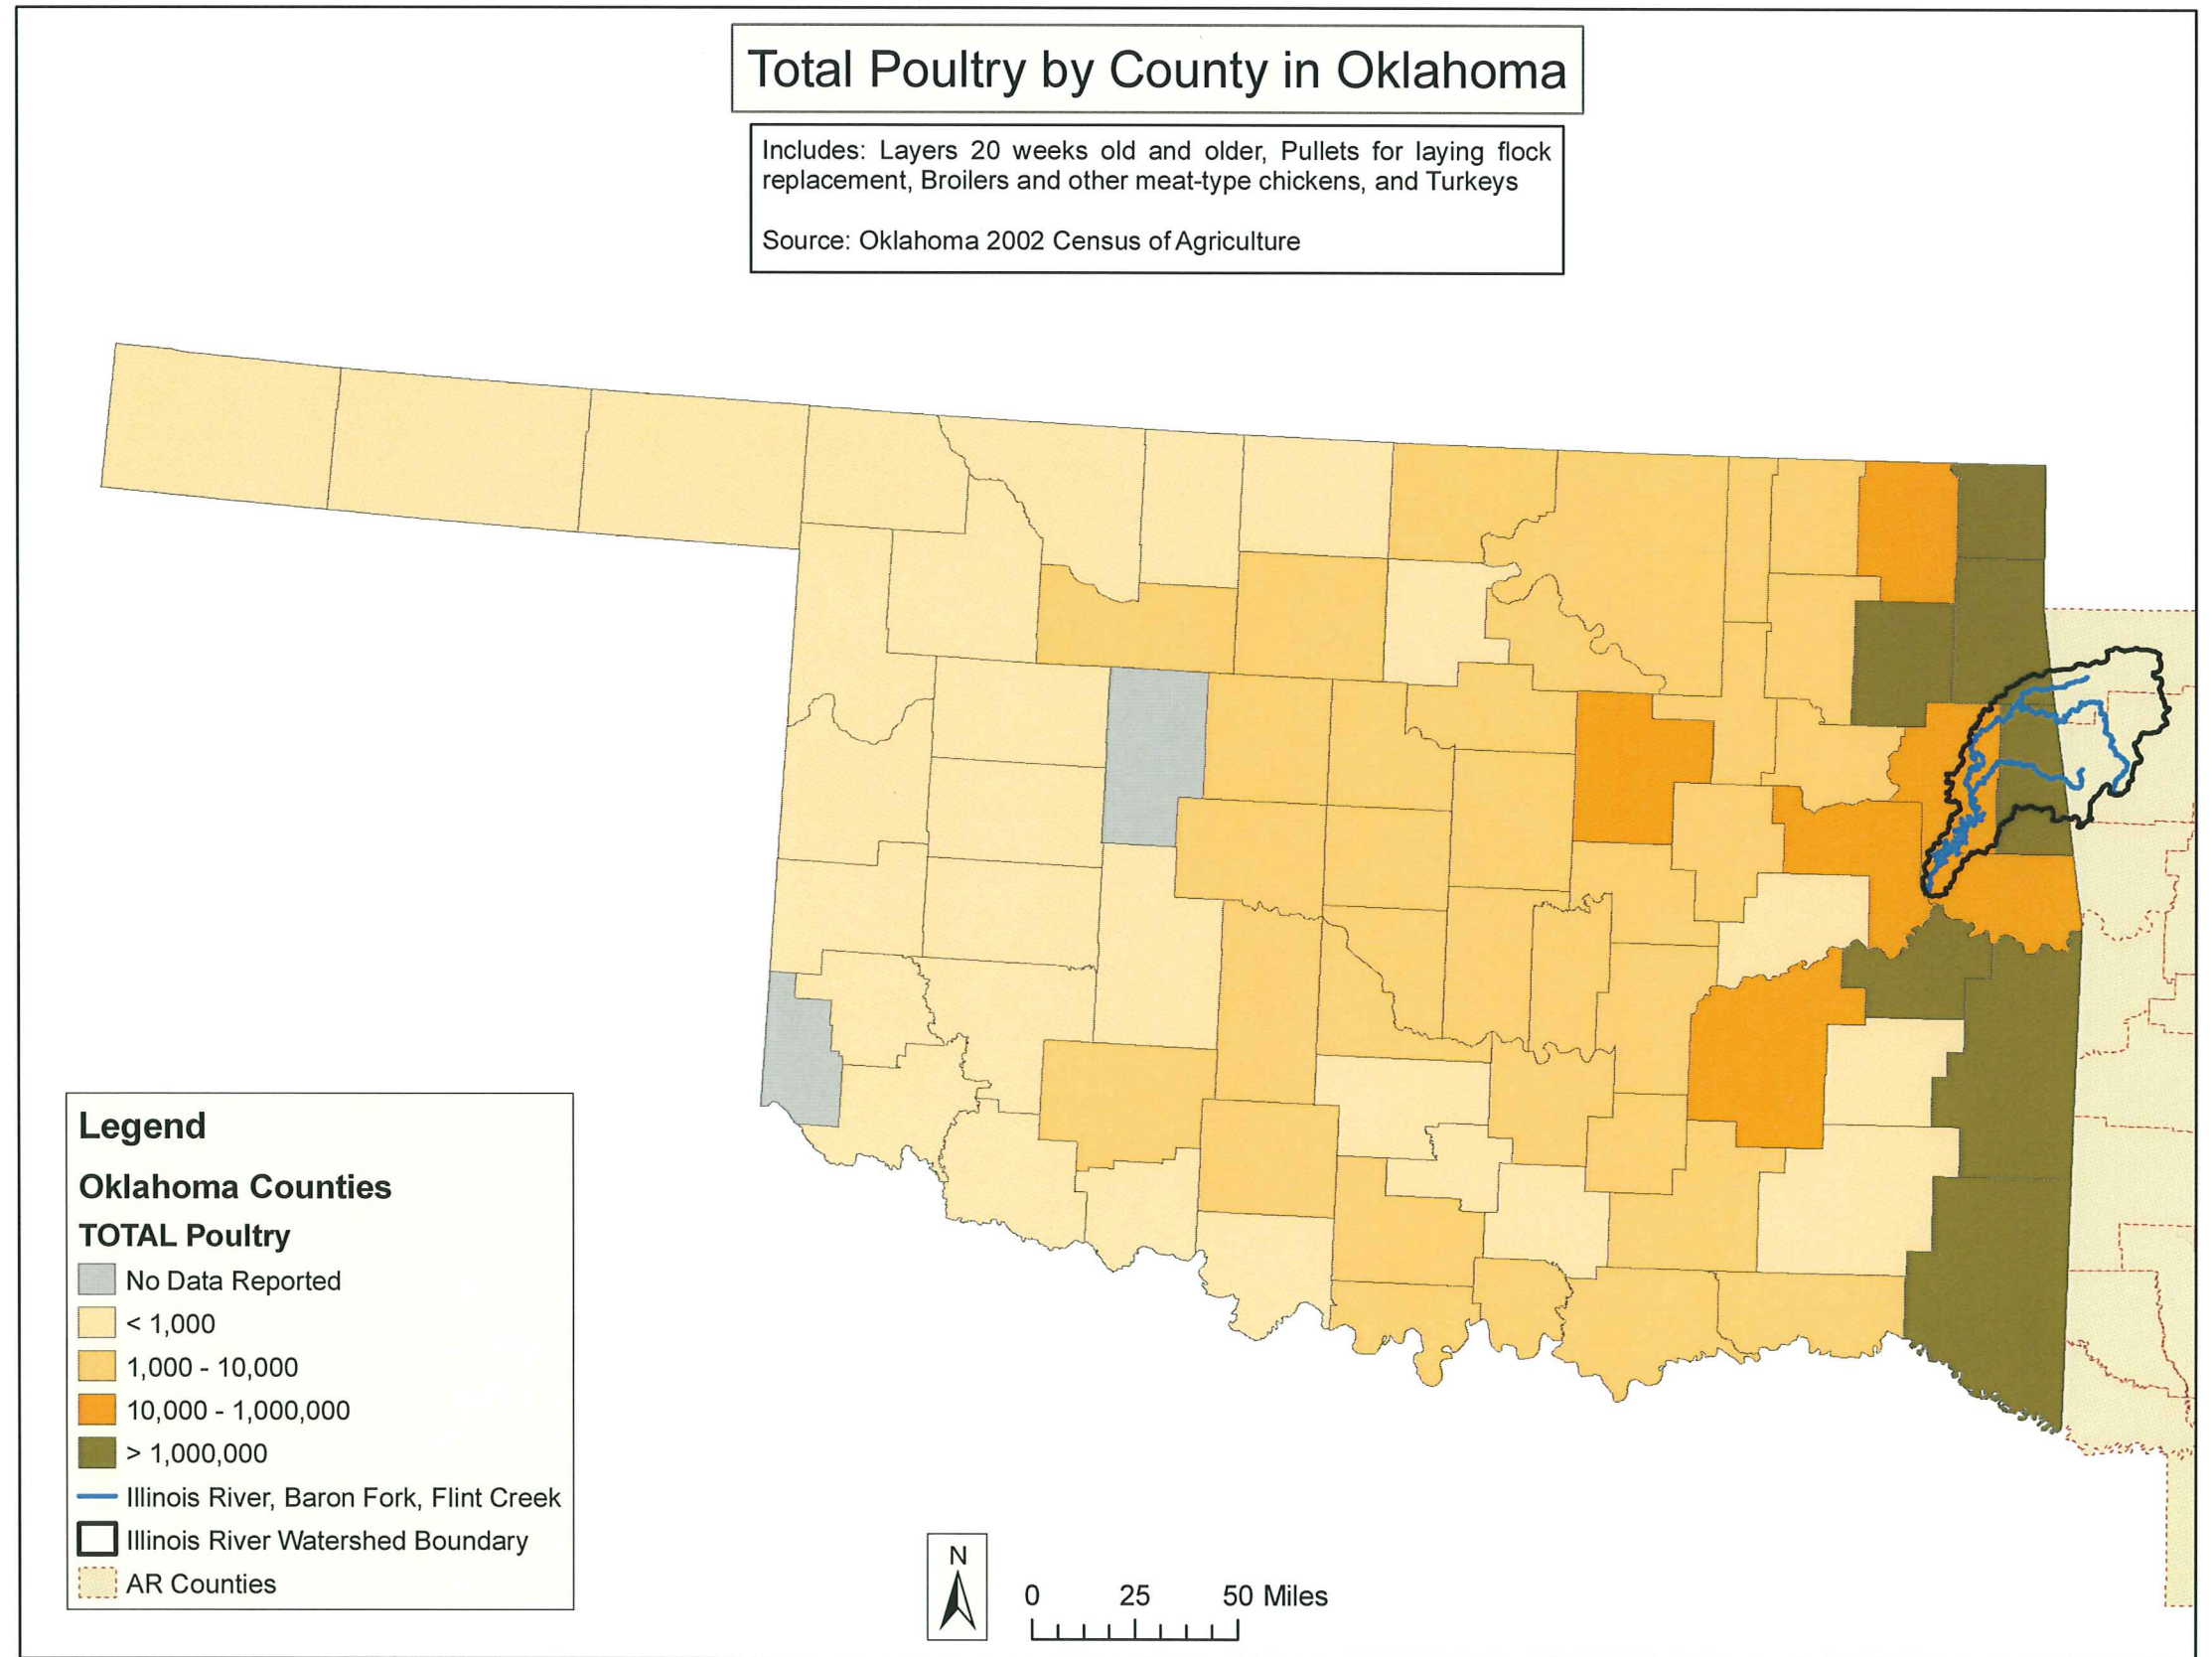 Total Poultry by County in Oklahoma
Includes: Layers 20 weeks old and older, Pullets for laying flock
replacement, Broilers and other meat-type chickens, and Turkeys
Source: Oklahoma 2002 Census of Agriculture
Legend
Oklahoma Counties
TOTAL Poultry
No Data Reported
< 1,000
1,000 - 10,000
10,000 - 1,000,000
> 1,000,000
Illinois River, Baron Fork, Flint Creek
Illinois River Watershed Boundary
AR Counties
N
0 25 50 Miles